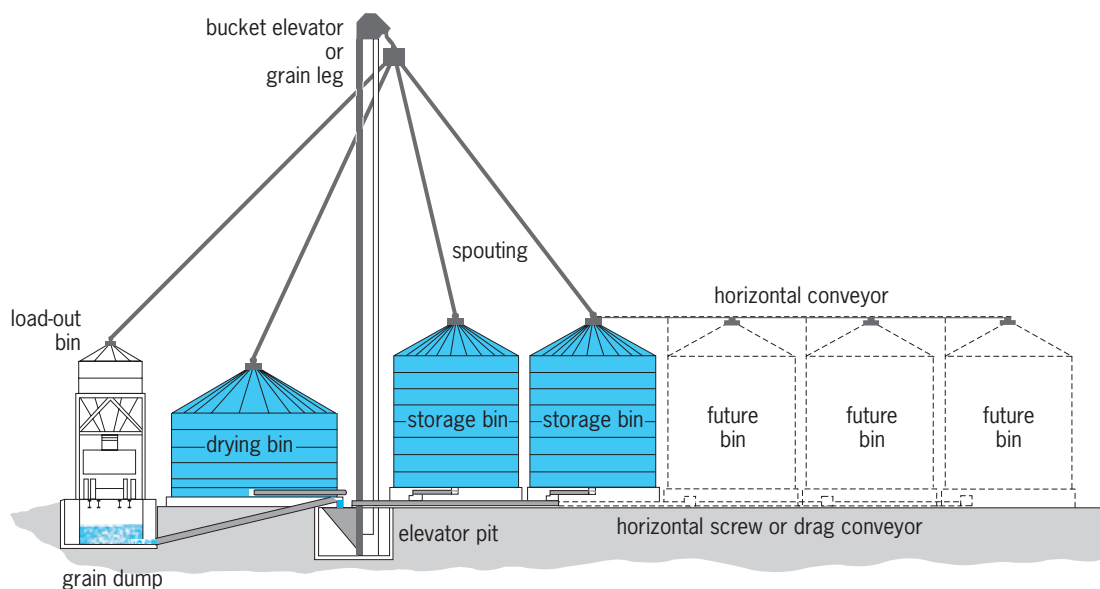 bucket elevator
or
grain leg
spouting
horizontal conveyor
load-out
bin
drying bin
storage bin
storage bin
future
bin
future
bin
future
bin
elevator pit
horizontal screw or drag conveyor
grain dump